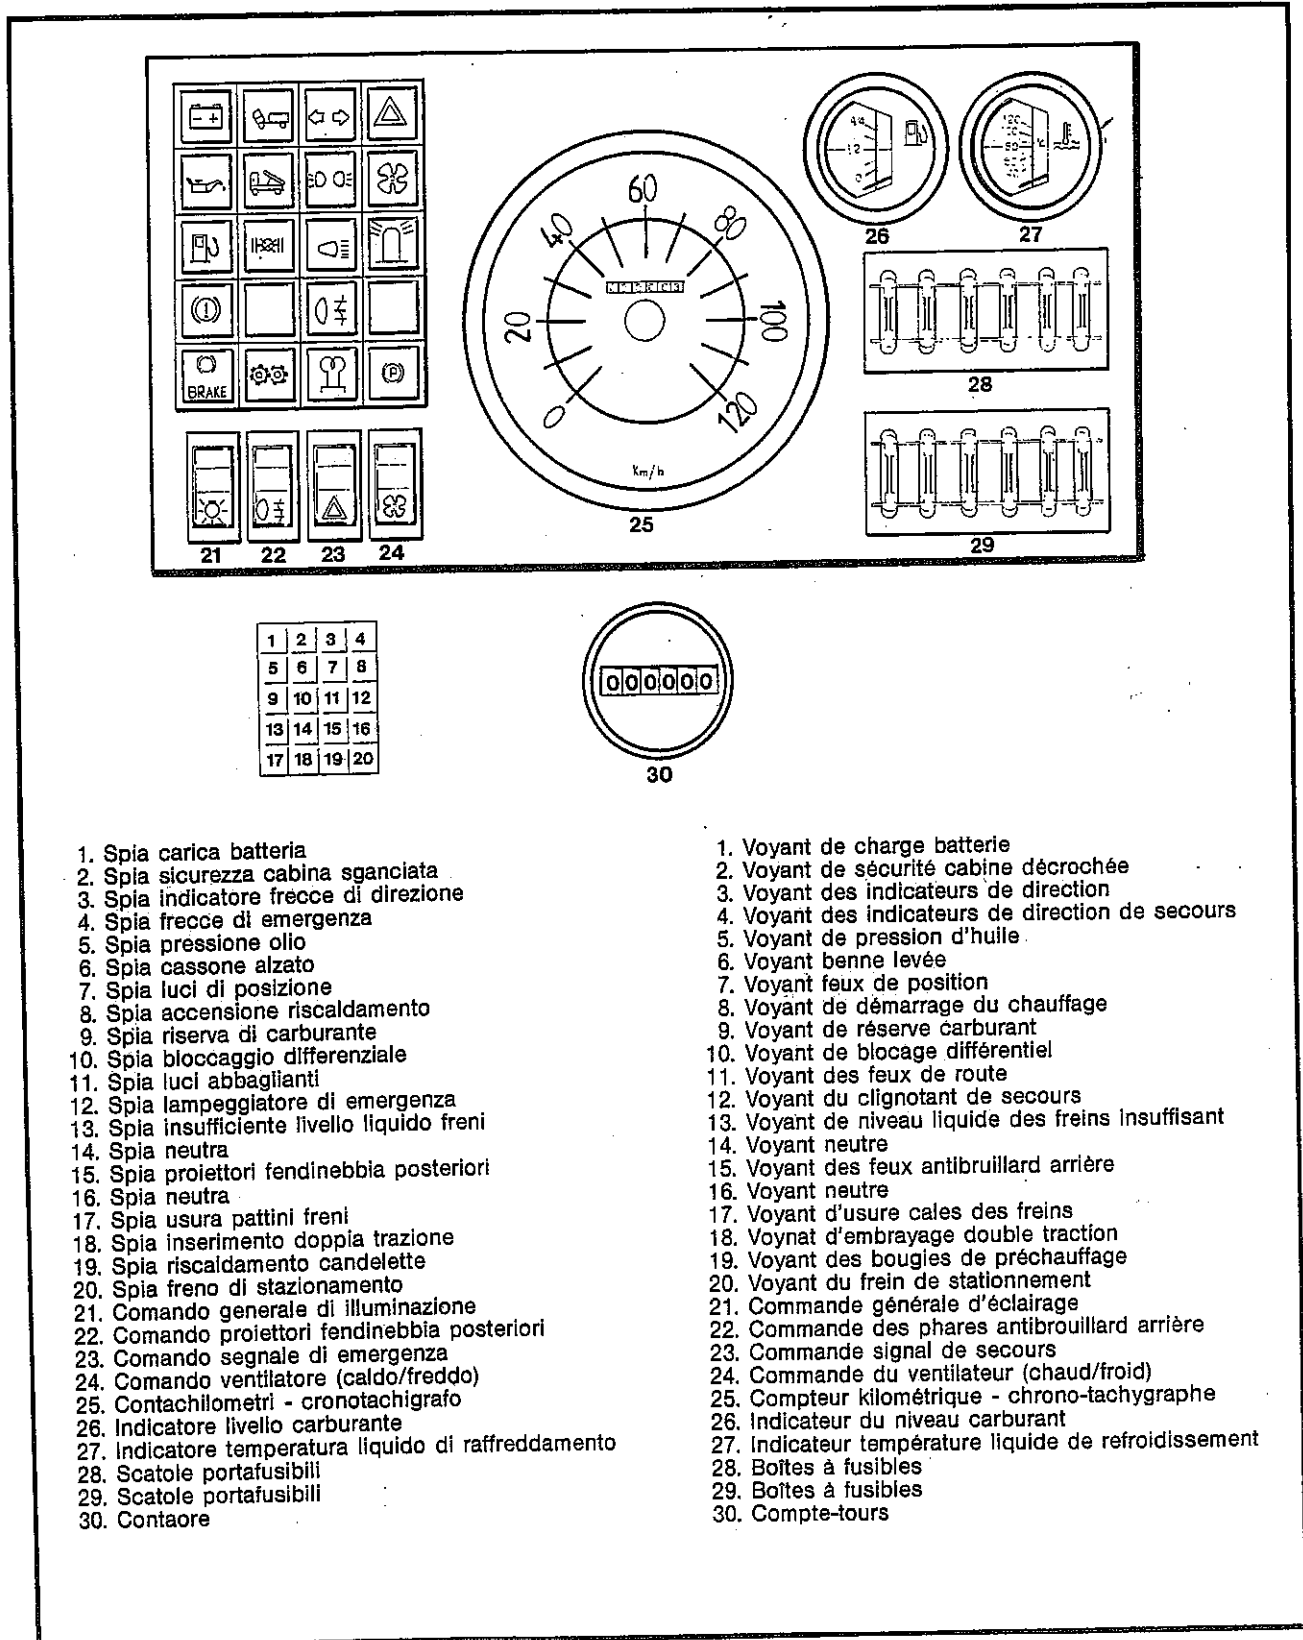 BRAKE
0
20
40
60
80
100
120
Km/h
21
22
23
24
25
26
27
28
29
1 2 3 4
5 6 7 8
9 10 11 12
13 14 15 16
17 18 19 20
000000
30
1. Spia carica batteria
2. Spia sicurezza cabina sganciata
3. Spia indicatore frecce di direzione
4. Spia frecce di emergenza
5. Spia pressione olio
6. Spia cassone alzato
7. Spia luci di posizione
8. Spia accensione riscaldamento
9. Spia riserva di carburante
10. Spia bloccaggio differenziale
11. Spia luci abbaglianti
12. Spia lampeggiatore di emergenza
13. Spia insufficiente livello liquido freni
14. Spia neutra
15. Spia proiettori fendinebbia posteriori
16. Spia neutra
17. Spia usura pattini freni
18. Spia inserimento doppia trazione
19. Spia riscaldamento candelette
20. Spia freno di stazionamento
21. Comando generale di illuminazione
22. Comando proiettori fendinebbia posteriori
23. Comando segnale di emergenza
24. Comando ventilatore (caldo/freddo)
25. Contachilometri - cronotachigrafo
26. Indicatore livello carburante
27. Indicatore temperatura liquido di raffreddamento
28. Scatole portafusibili
29. Scatole portafusibili
30. Contaore
1. Voyant de charge batterie
2. Voyant de sécurité cabine décrochée
3. Voyant des indicateurs de direction
4. Voyant des indicateurs de direction de secours
5. Voyant de pression d'huile
6. Voyant benne levée
7. Voyant feux de position
8. Voyant de démarrage du chauffage
9. Voyant de réserve carburant
10. Voyant de blocage différentiel
11. Voyant des feux de route
12. Voyant du clignotant de secours
13. Voyant de niveau liquide des freins insuffisant
14. Voyant neutre
15. Voyant des feux antibruillard arrière
16. Voyant neutre
17. Voyant d'usure cales des freins
18. Voynat d'embrayage double traction
19. Voyant des bougies de préchauffage
20. Voyant du frein de stationnement
21. Commande générale d'éclairage
22. Commande des phares antibrouillard arrière
23. Commande signal de secours
24. Commande du ventilateur (chaud/froid)
25. Compteur kilométrique - chrono-tachygraphe
26. Indicateur du niveau carburant
27. Indicateur température liquide de refroidissement
28. Boîtes à fusibles
29. Boîtes à fusibles
30. Compte-tours